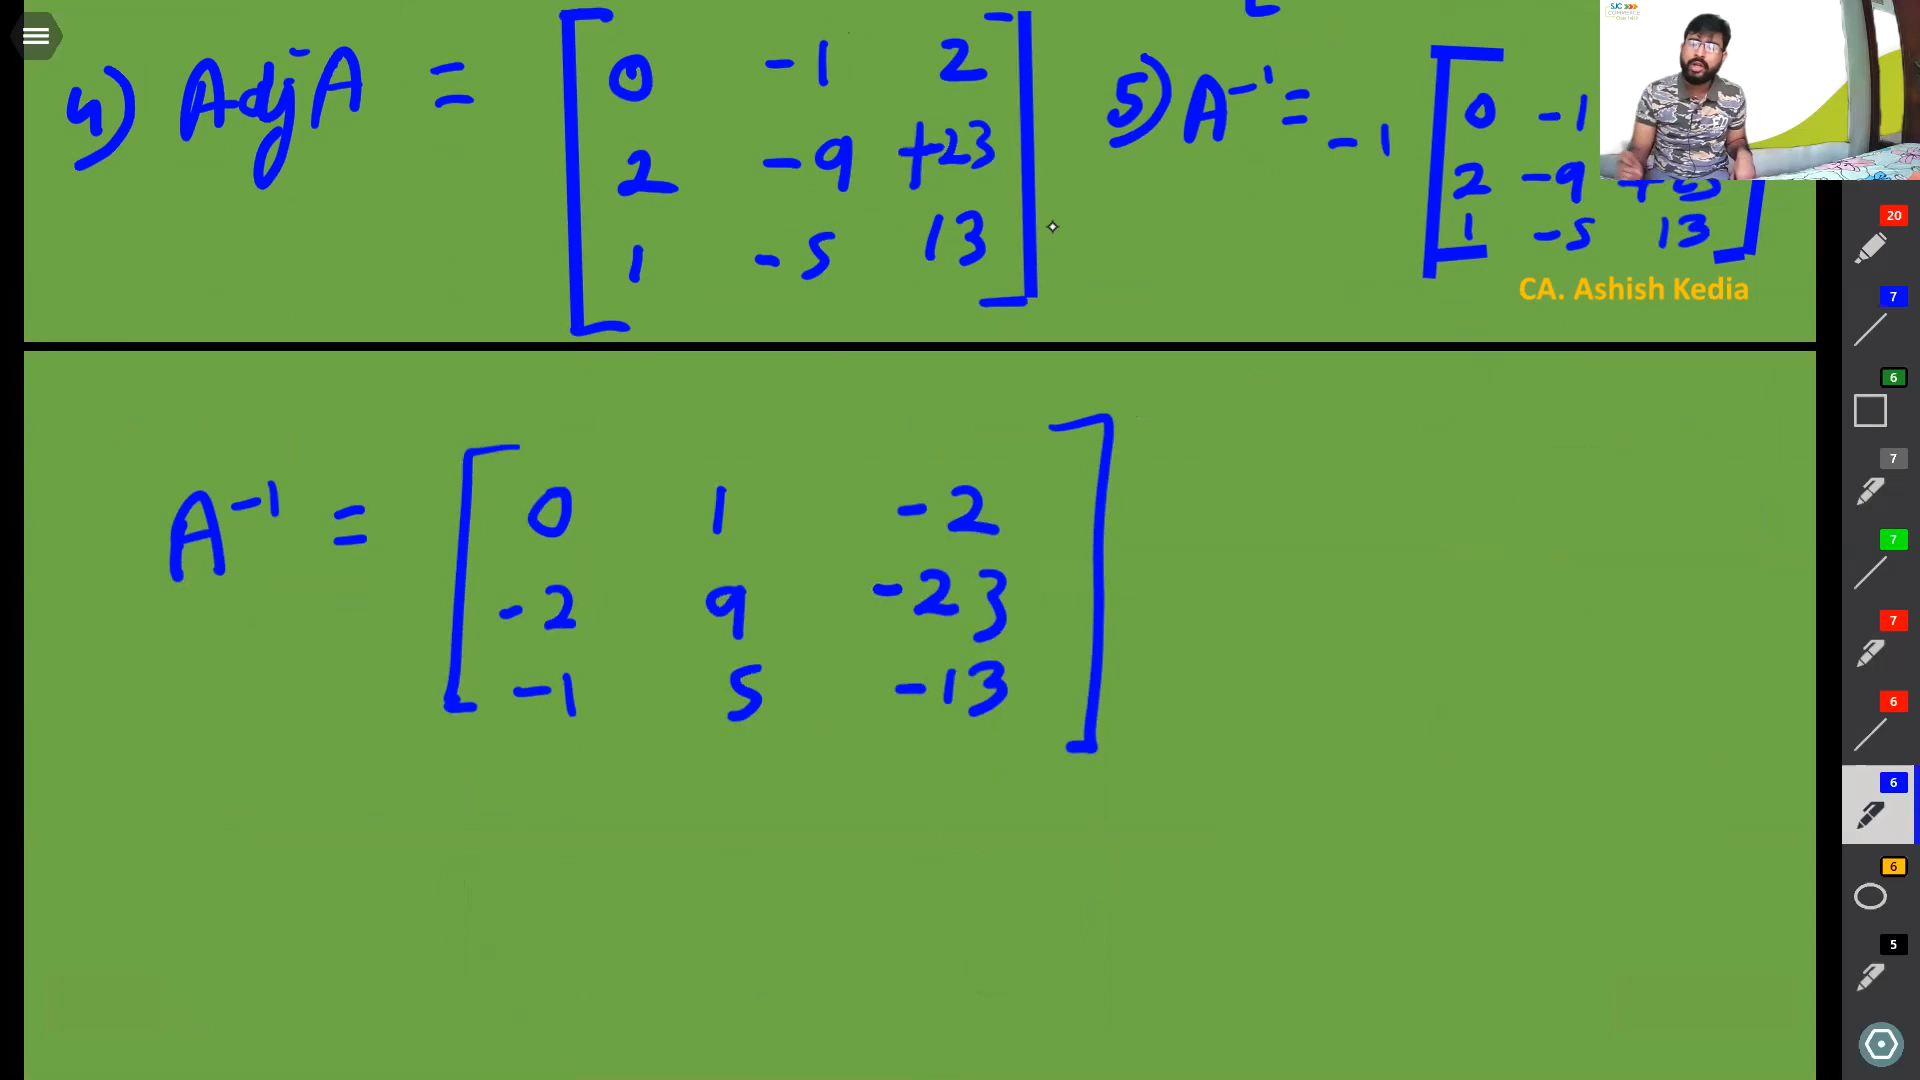 4) Adj A = [ 0 -1 2
2 -9 +23
1 -5 13 ]
5) A⁻¹ = -1 [ 0 -1
2 -9
1 -5 13 ]
CA. Ashish Kedia
A⁻¹ = [ 0 1 -2
-2 9 -23
-1 5 -13 ]
SJC
COMMERCE
20
7
6
7
7
7
6
6
6
5